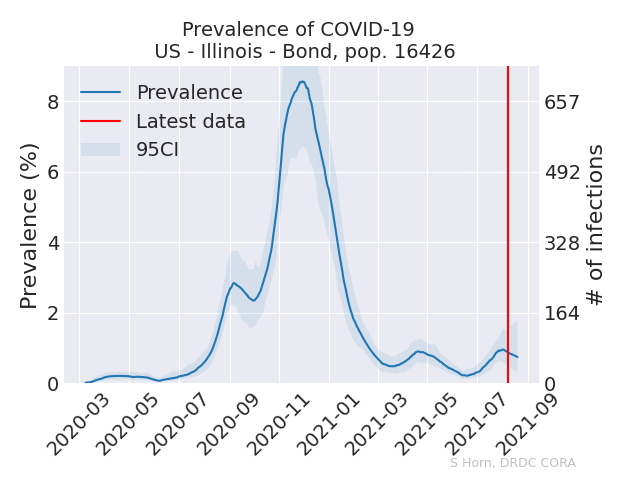 Prevalence of COVID-19
US - Illinois - Bond, pop. 16426
Prevalence
Latest data
95CI
Prevalence (%)
8
6
4
2
0
# of infections
657
492
328
164
0
2020-03
2020-05
2020-07
2020-09
2020-11
2021-01
2021-03
2021-05
2021-07
2021-09
S Horn, DRDC CORA